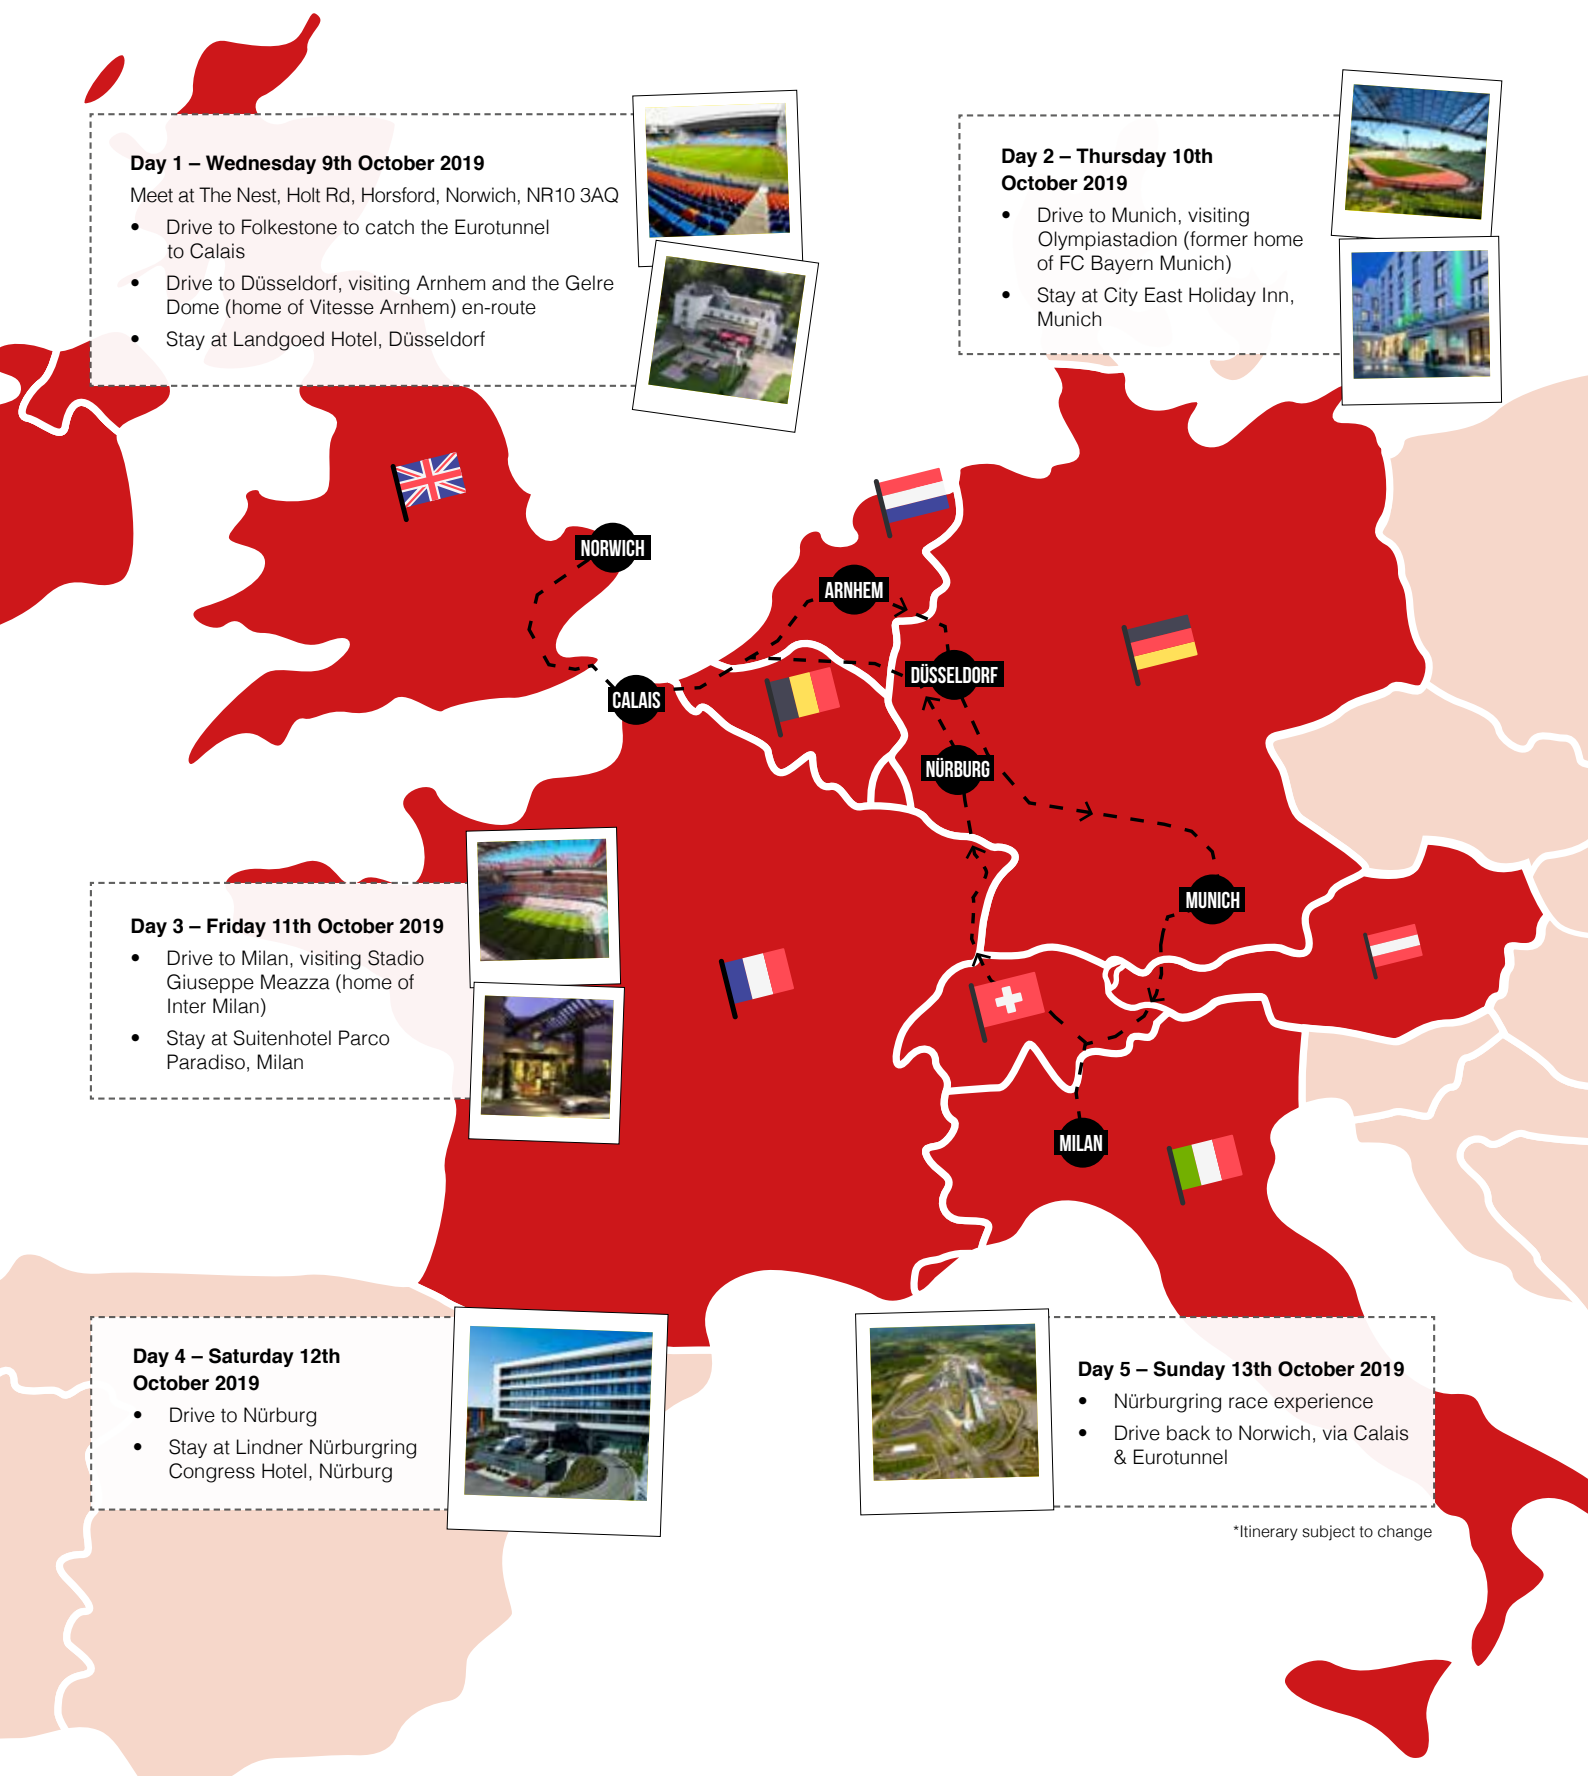 Day 1 – Wednesday 9th October 2019
Meet at The Nest, Holt Rd, Horsford, Norwich, NR10 3AQ
• Drive to Folkestone to catch the Eurotunnel
to Calais
• Drive to Düsseldorf, visiting Arnhem and the Gelre
Dome (home of Vitesse Arnhem) en-route
• Stay at Landgoed Hotel, Düsseldorf
Day 2 – Thursday 10th
October 2019
• Drive to Munich, visiting
Olympiastadion (former home
of FC Bayern Munich)
• Stay at City East Holiday Inn,
Munich
NORWICH
ARNHEM
DÜSSELDORF
CALAIS
NÜRBURG
MUNICH
MILAN
Day 3 – Friday 11th October 2019
• Drive to Milan, visiting Stadio
Giuseppe Meazza (home of
Inter Milan)
• Stay at Suitenhotel Parco
Paradiso, Milan
Day 4 – Saturday 12th
October 2019
• Drive to Nürburg
• Stay at Lindner Nürburgring
Congress Hotel, Nürburg
Day 5 – Sunday 13th October 2019
• Nürburgring race experience
• Drive back to Norwich, via Calais
& Eurotunnel
*Itinerary subject to change